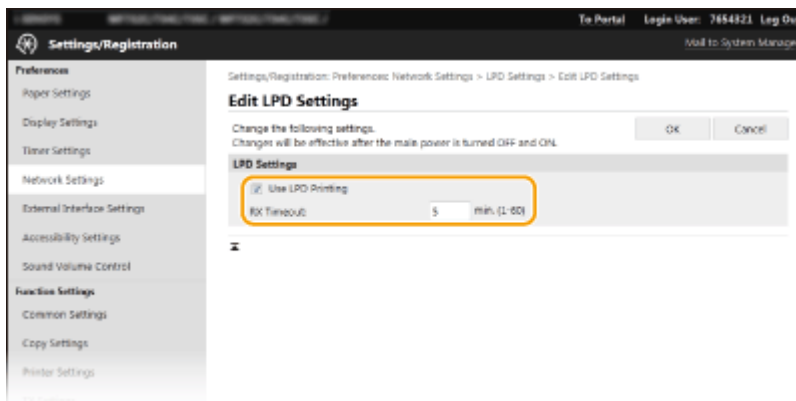 To Portal Login User: 7654321 Log Ou
Settings/Registration
Mail to System Manage
Preferences
Paper Settings
Display Settings
Timer Settings
Network Settings
External Interface Settings
Accessibility Settings
Sound Volume Control
Function Settings
Common Settings
Copy Settings
Printer Settings
Settings/Registration: Preferences: Network Settings > LPD Settings > Edit LPD Settings
Edit LPD Settings
Change the following settings.
Changes will be effective after the main power is turned OFF and ON.
OK Cancel
LPD Settings
Use LPD Printing
RX Timeout: 5 min. (1-60)